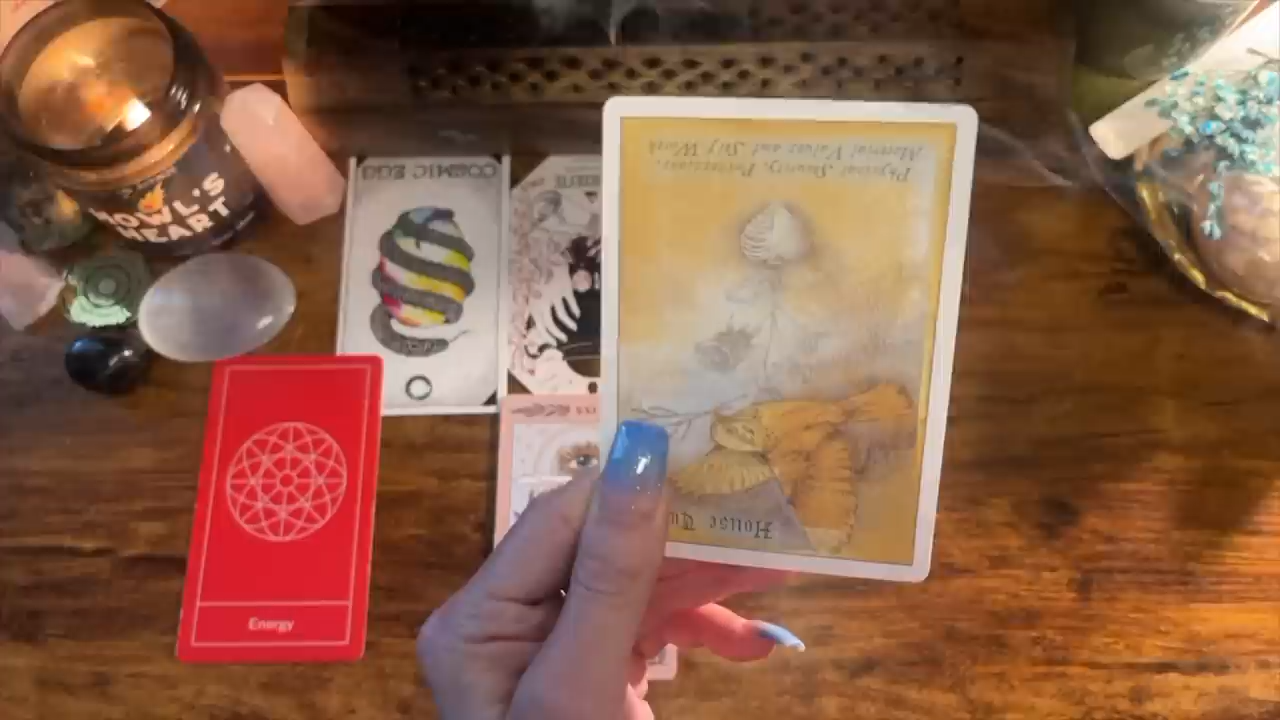 HOWL'S
HEART
COSMIC EGG
Physical Security, Possessions,
Material Values and Self Worth
House
Energy